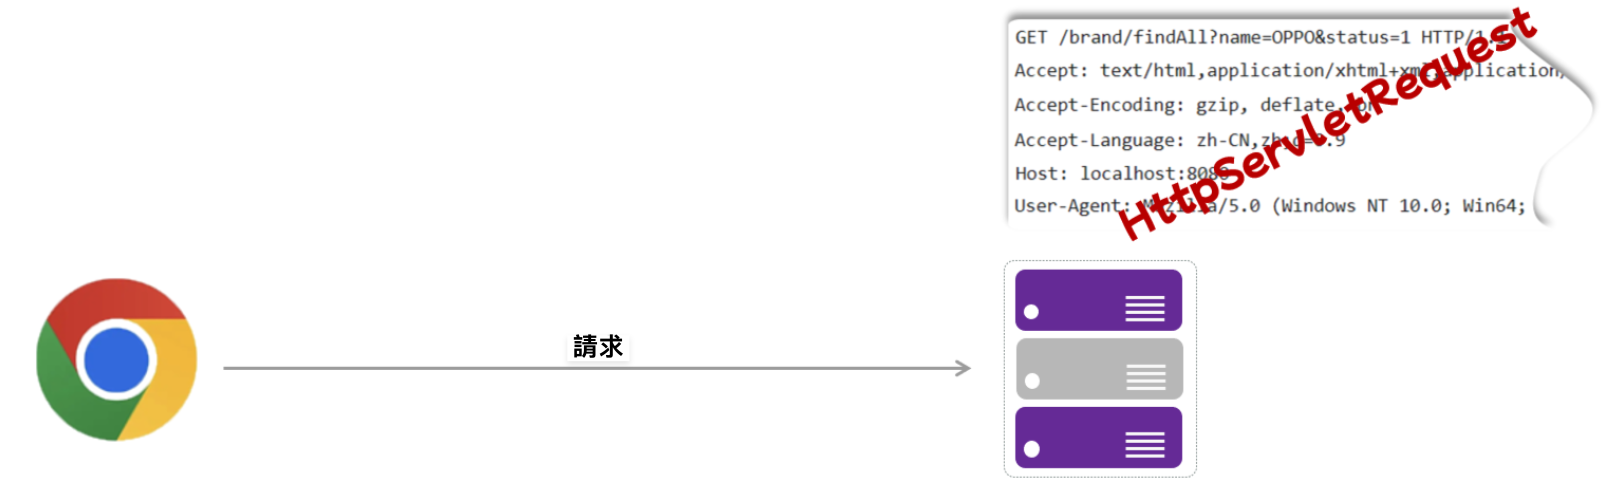 GET /brand/findAll?name=OPPO&status=1 HTTP/1.1
Accept: text/html,application/xhtml+xml,application,
Accept-Encoding: gzip, deflate, br
Accept-Language: zh-CN,zh;q=0.9
Host: localhost:8080
User-Agent: Mozilla/5.0 (Windows NT 10.0; Win64;
HttpServletRequest
請求